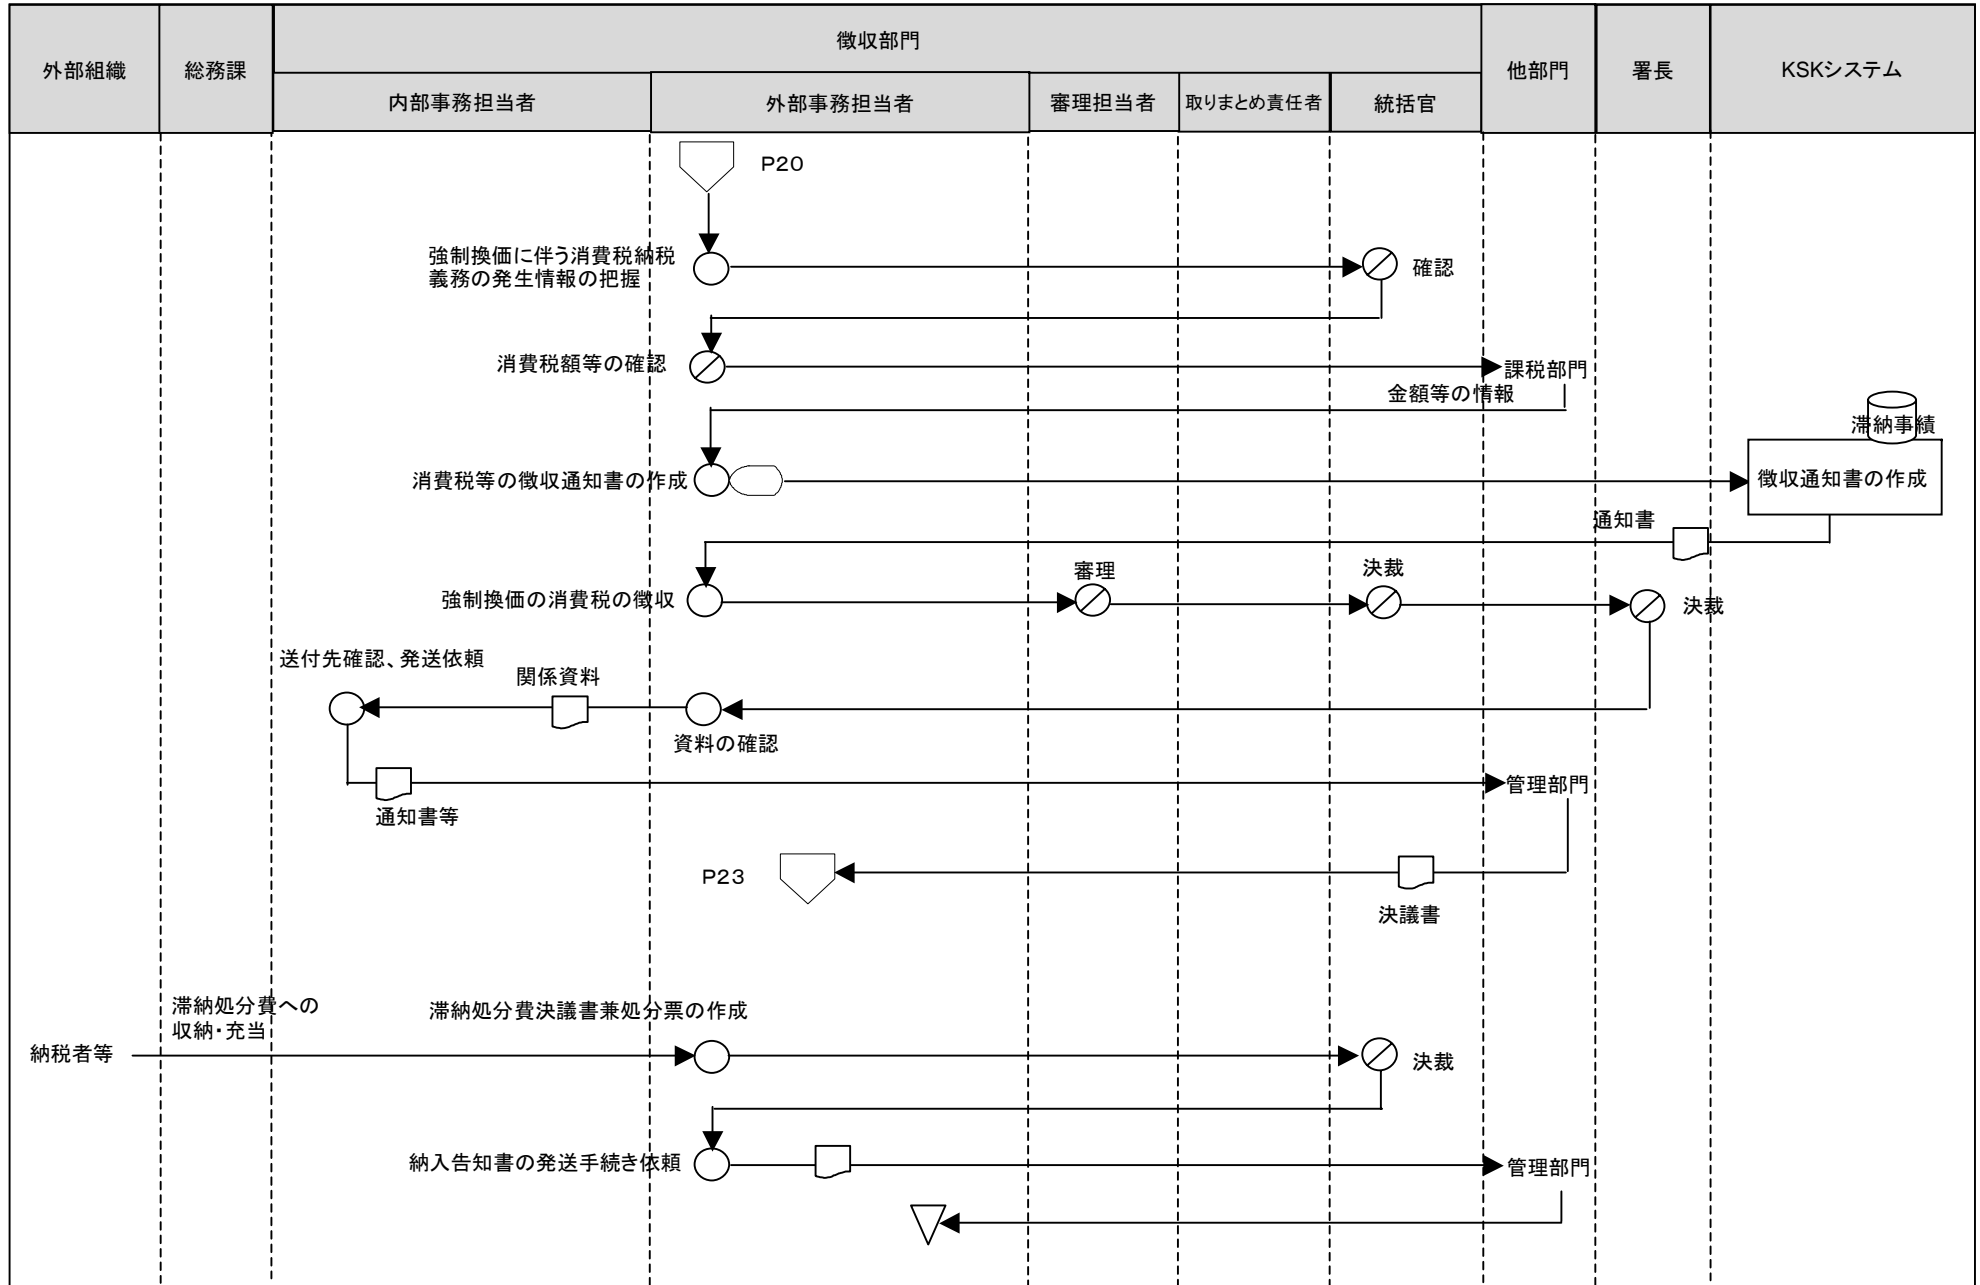 外部組織
総務課
徴収部門
他部門
署長
KSKシステム
内部事務担当者
外部事務担当者
審理担当者
取りまとめ責任者
統括官
P20
強制換価に伴う消費税納税
義務の発生情報の把握
確認
消費税額等の確認
課税部門
金額等の情報
滞納事績
消費税等の徴収通知書の作成
徴収通知書の作成
通知書
強制換価の消費税の徴収
審理
決裁
決裁
送付先確認、発送依頼
関係資料
資料の確認
管理部門
通知書等
P23
決議書
滞納処分費への
収納・充当
滞納処分費決議書兼処分票の作成
納税者等
決裁
納入告知書の発送手続き依頼
管理部門